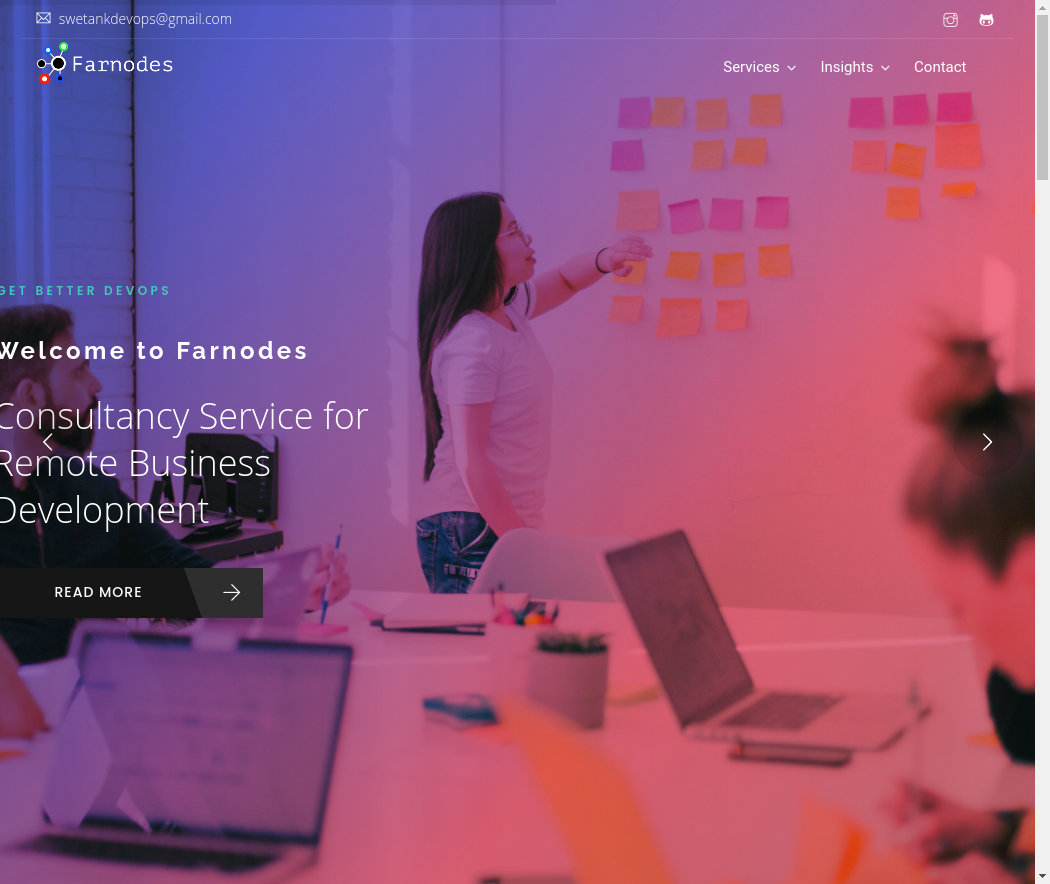 swetankdevops@gmail.com
Farnodes
Services
Insights
Contact
GET BETTER DEVOPS
Welcome to Farnodes
Consultancy Service for
Remote Business
Development
READ MORE